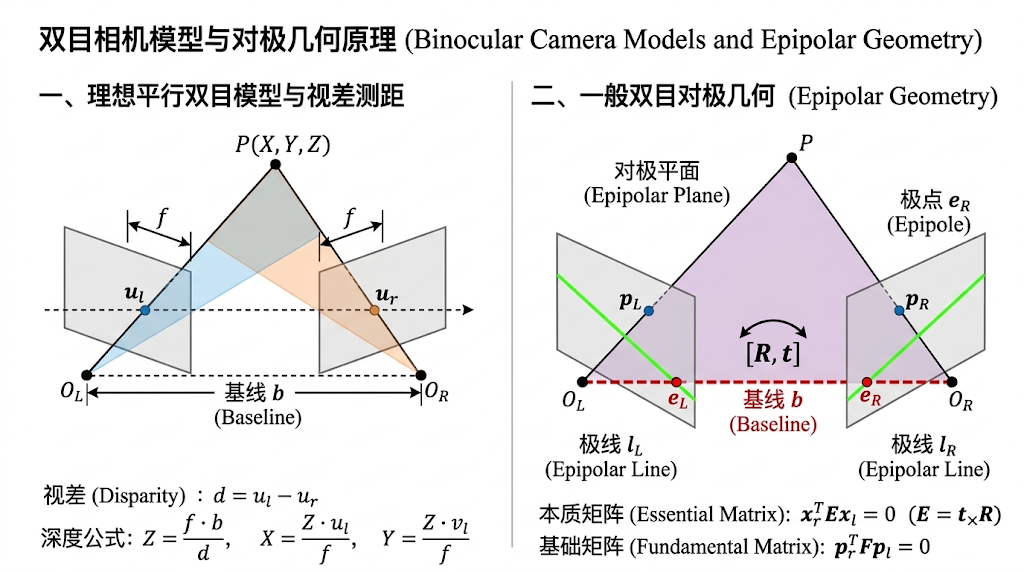 双目相机模型与对极几何原理 (Binocular Camera Models and Epipolar Geometry)
一、理想平行双目模型与视差测距
P(X, Y, Z)
f
f
u_l
u_r
O_L
基线 b
(Baseline)
O_R
视差 (Disparity) : d = u_l − u_r
深度公式: Z = \frac{f · b}{d}, X = \frac{Z · u_l}{f}, Y = \frac{Z · v_l}{f}
二、一般双目对极几何 (Epipolar Geometry)
P
对极平面
(Epipolar Plane)
极点 e_R
(Epipole)
p_L
p_R
[R, t]
O_L
e_L
基线 b
(Baseline)
e_R
O_R
极线 l_L
(Epipolar Line)
极线 l_R
(Epipolar Line)
本质矩阵 (Essential Matrix): x_r^T E x_l = 0 (E = t_× R)
基础矩阵 (Fundamental Matrix): p_r^T F p_l = 0